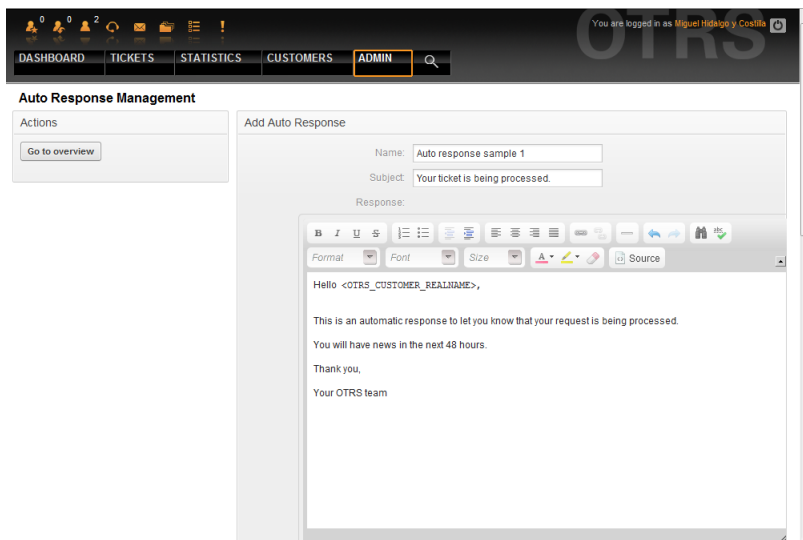 0 0 2
You are logged in as Miguel Hidalgo y Costilla
OTRS
DASHBOARD TICKETS STATISTICS CUSTOMERS ADMIN
Auto Response Management
Actions
Go to overview
Add Auto Response
Name: Auto response sample 1
Subject: Your ticket is being processed.
Response:
B I U S
Format Font Size A Source
Hello <OTRS_CUSTOMER_REALNAME>,
This is an automatic response to let you know that your request is being processed.
You will have news in the next 48 hours.
Thank you,
Your OTRS team